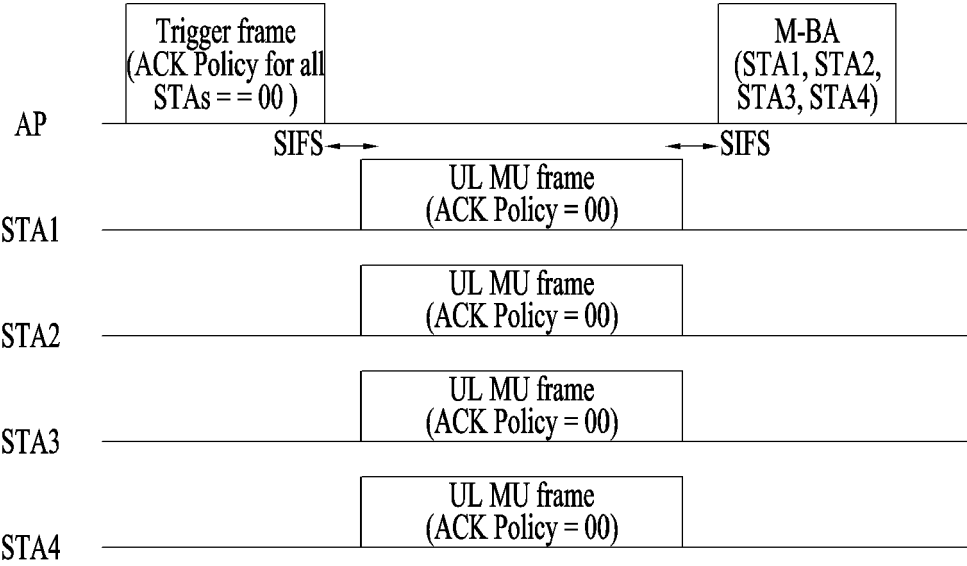 Trigger frame
(ACK Policy for all
STAs = = 00 )
M-BA
(STA1, STA2,
STA3, STA4)
AP
SIFS
SIFS
UL MU frame
(ACK Policy = 00)
STA1
UL MU frame
(ACK Policy = 00)
STA2
UL MU frame
(ACK Policy = 00)
STA3
UL MU frame
(ACK Policy = 00)
STA4